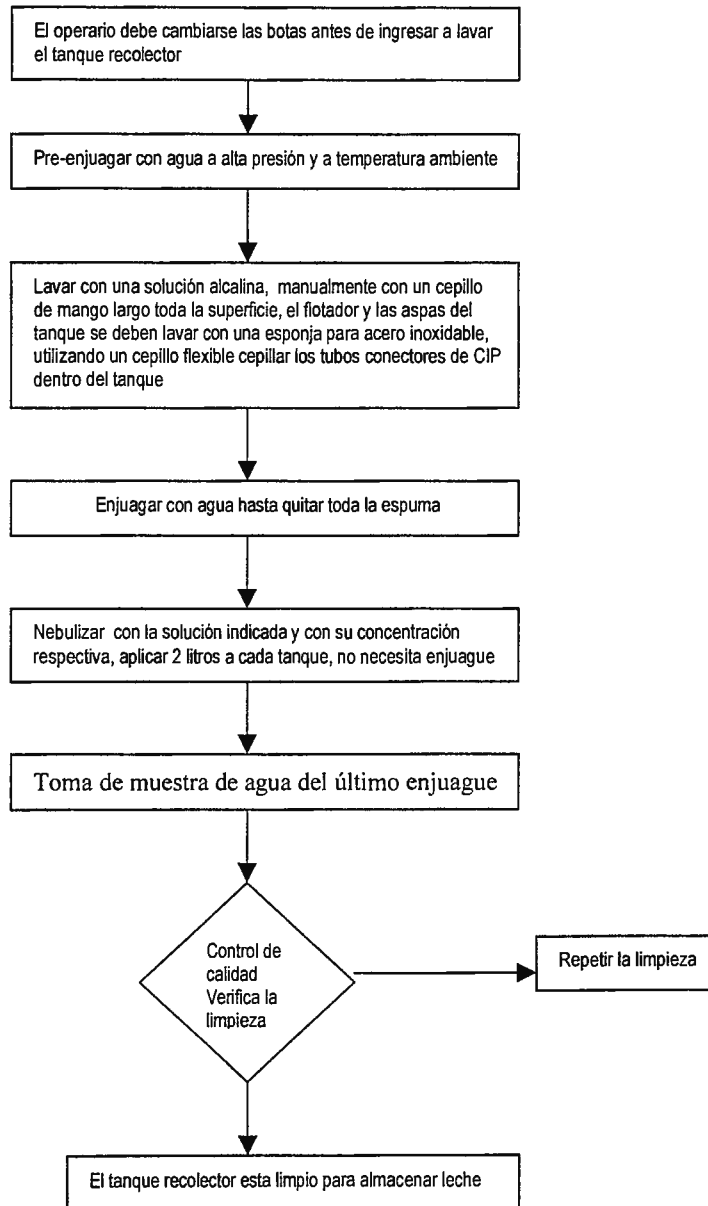 El operario debe cambiarse las botas antes de ingresar a lavar
el tanque recolector
Pre-enjuagar con agua a alta presión y a temperatura ambiente
Lavar con una solución alcalina, manualmente con un cepillo
de mango largo toda la superficie, el flotador y las aspas del
tanque se deben lavar con una esponja para acero inoxidable,
utilizando un cepillo flexible cepillar los tubos conectores de CIP
dentro del tanque
Enjuagar con agua hasta quitar toda la espuma
Nebulizar con la solución indicada y con su concentración
respectiva, aplicar 2 litros a cada tanque, no necesita enjuague
Toma de muestra de agua del último enjuague
Control de
calidad
Verifica la
limpieza
Repetir la limpieza
El tanque recolector esta limpio para almacenar leche